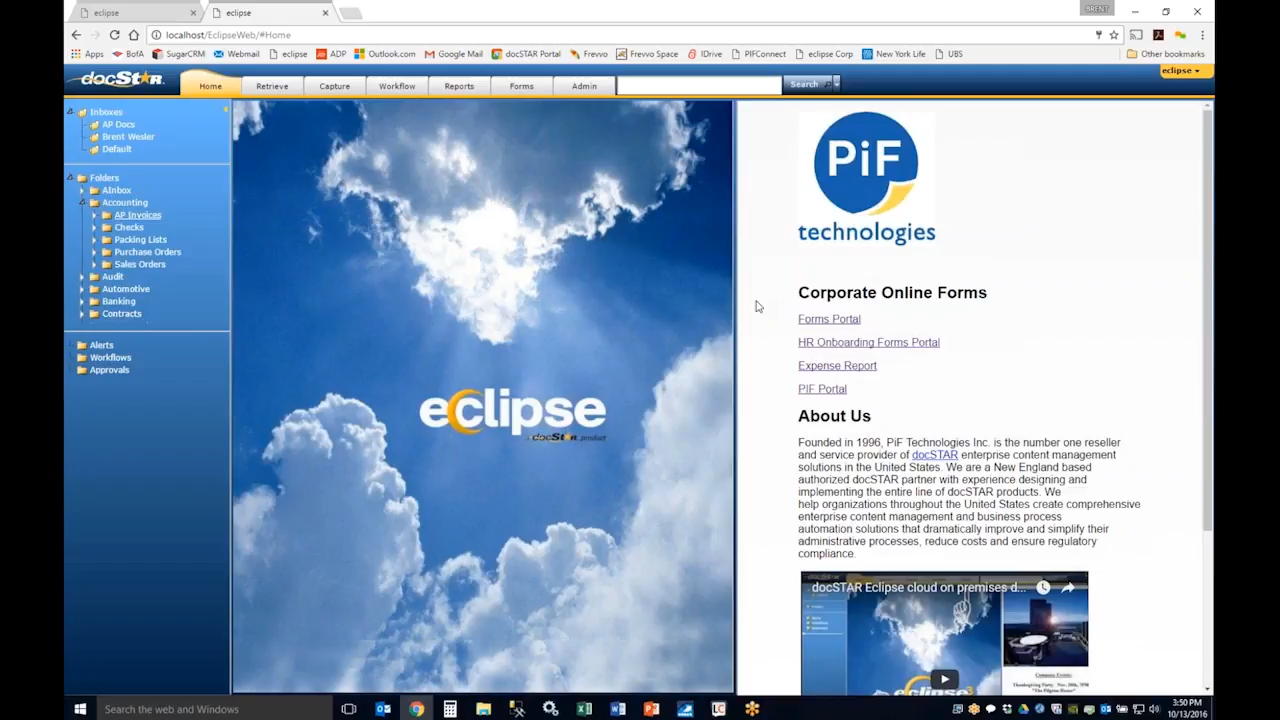 eclipse
eclipse
BRENT
localhost/EclipseWeb/#Home
Apps
BofA
SugarCRM
Webmail
eclipse
ADP
Outlook.com
Google Mail
docSTAR Portal
Frevvo
Frevvo Space
IDrive
PIFConnect
eclipse Corp
New York Life
UBS
Other bookmarks
docStar
Home
Retrieve
Capture
Workflow
Reports
Forms
Admin
Search
eclipse
Inboxes
AP Docs
Brent Wesler
Default
Folders
AInbox
Accounting
AP Invoices
Checks
Packing Lists
Purchase Orders
Sales Orders
Audit
Automotive
Banking
Contracts
Alerts
Workflows
Approvals
eclipse
a docStar product
PiF
technologies
Corporate Online Forms
Forms Portal
HR Onboarding Forms Portal
Expense Report
PIF Portal
About Us
Founded in 1996, PiF Technologies Inc. is the number one reseller
and service provider of docSTAR enterprise content management
solutions in the United States. We are a New England based
authorized docSTAR partner with experience designing and
implementing the entire line of docSTAR products. We
help organizations throughout the United States create comprehensive
enterprise content management and business process
automation solutions that dramatically improve and simplify their
administrative processes, reduce costs and ensure regulatory
compliance.
docSTAR Eclipse cloud on premises d...
Search the web and Windows
3:50 PM
10/13/2016